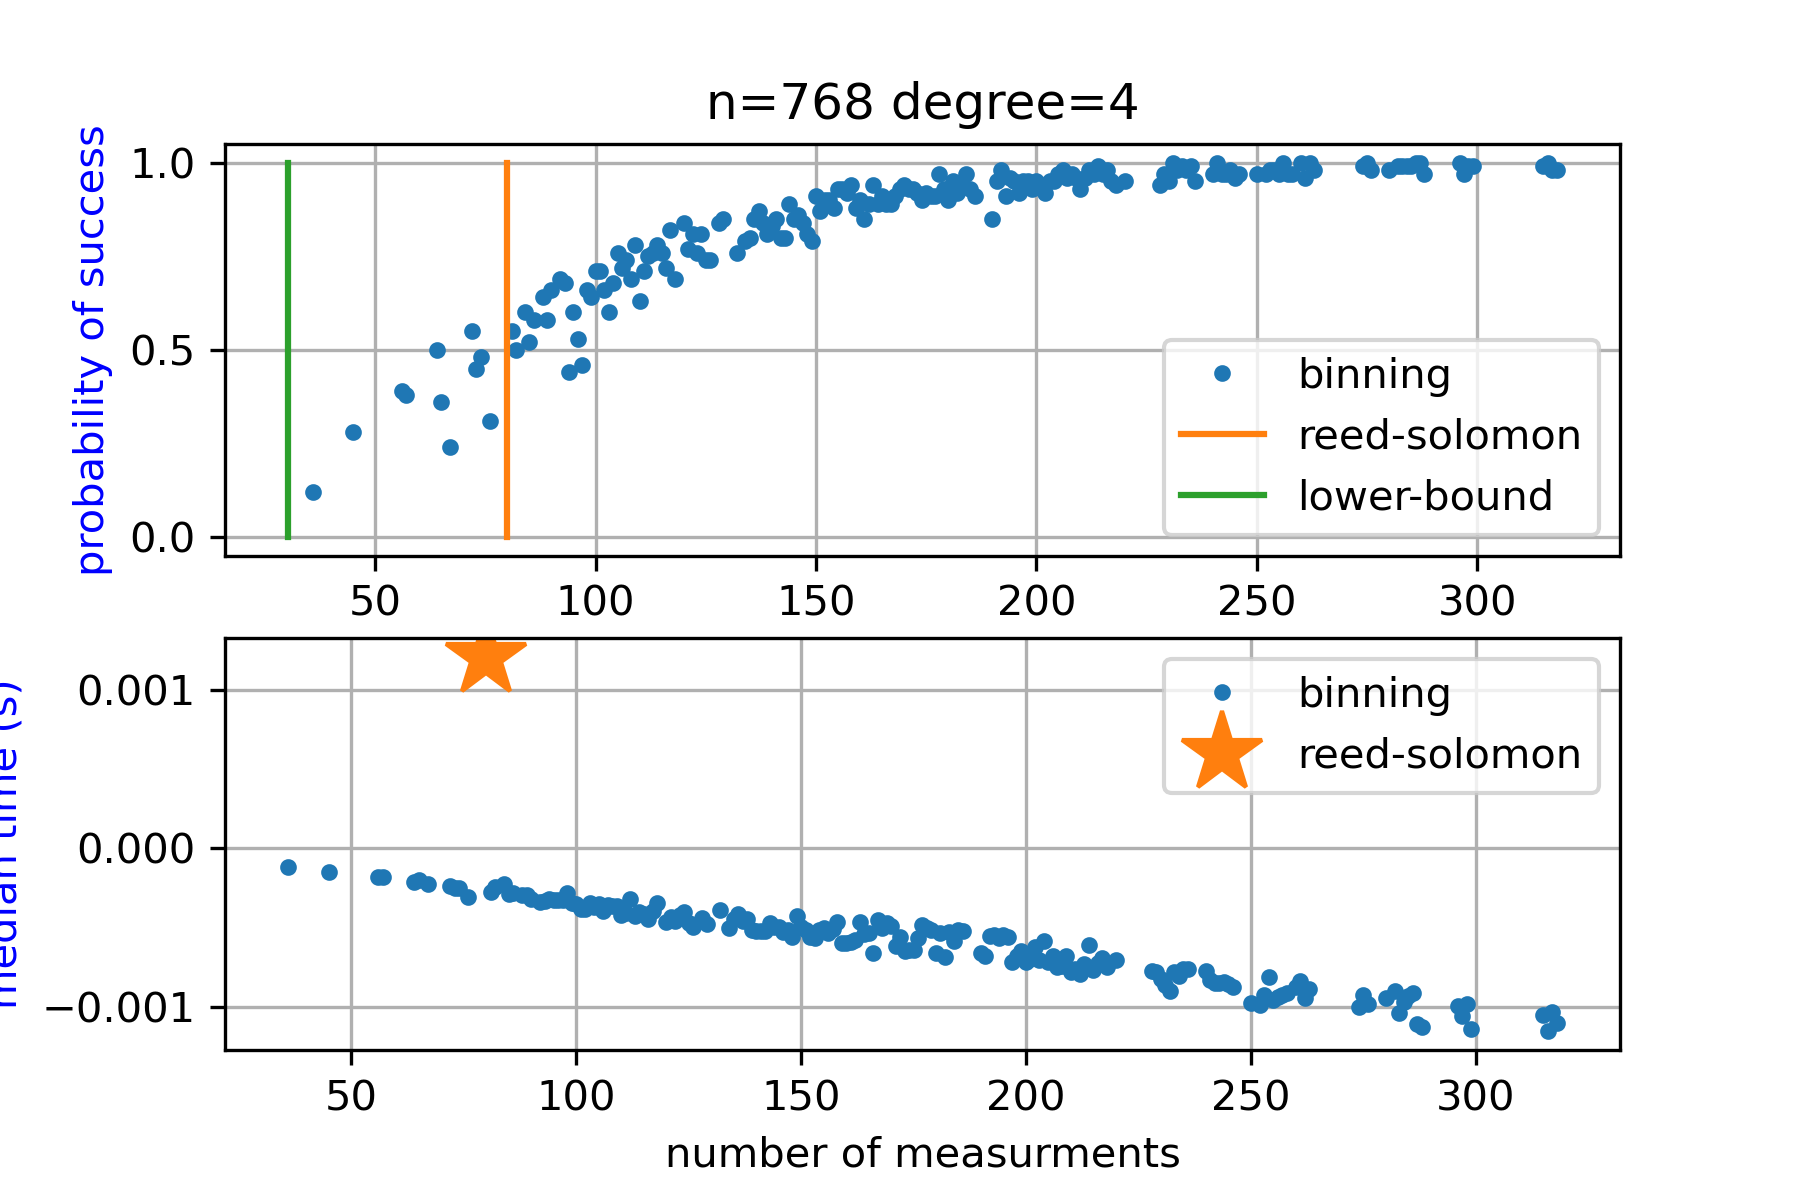 n=768 degree=4
probability of success
1.0
0.5
0.0
binning
reed-solomon
lower-bound
50 100 150 200 250 300
median time (s)
0.001
0.000
−0.001
binning
reed-solomon
50 100 150 200 250 300
number of measurments